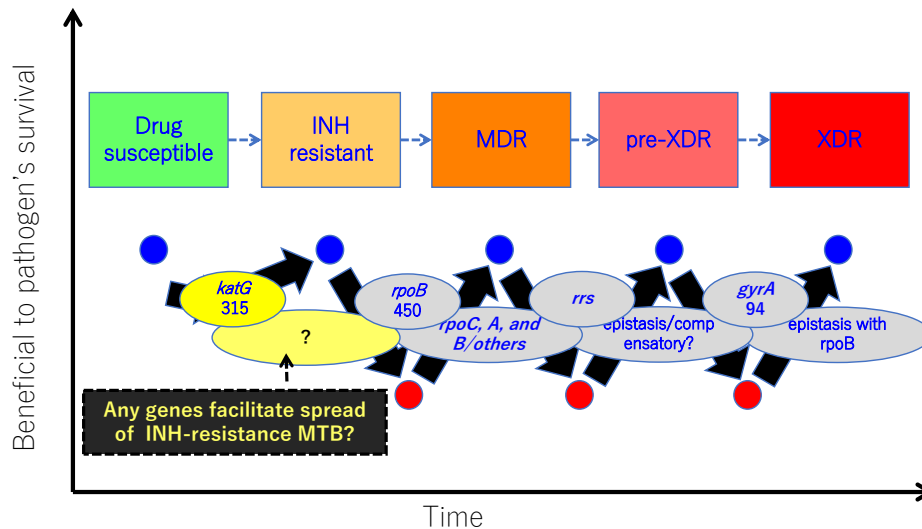 Beneficial to pathogen's survival
Drug
susceptible
INH
resistant
MDR
pre-XDR
XDR
katG
315
?
rpoB
450
rpoC, A, and
B/others
rrs
epistasis/comp
ensatory?
gyrA
94
epistasis with
rpoB
Any genes facilitate spread
of INH-resistance MTB?
Time